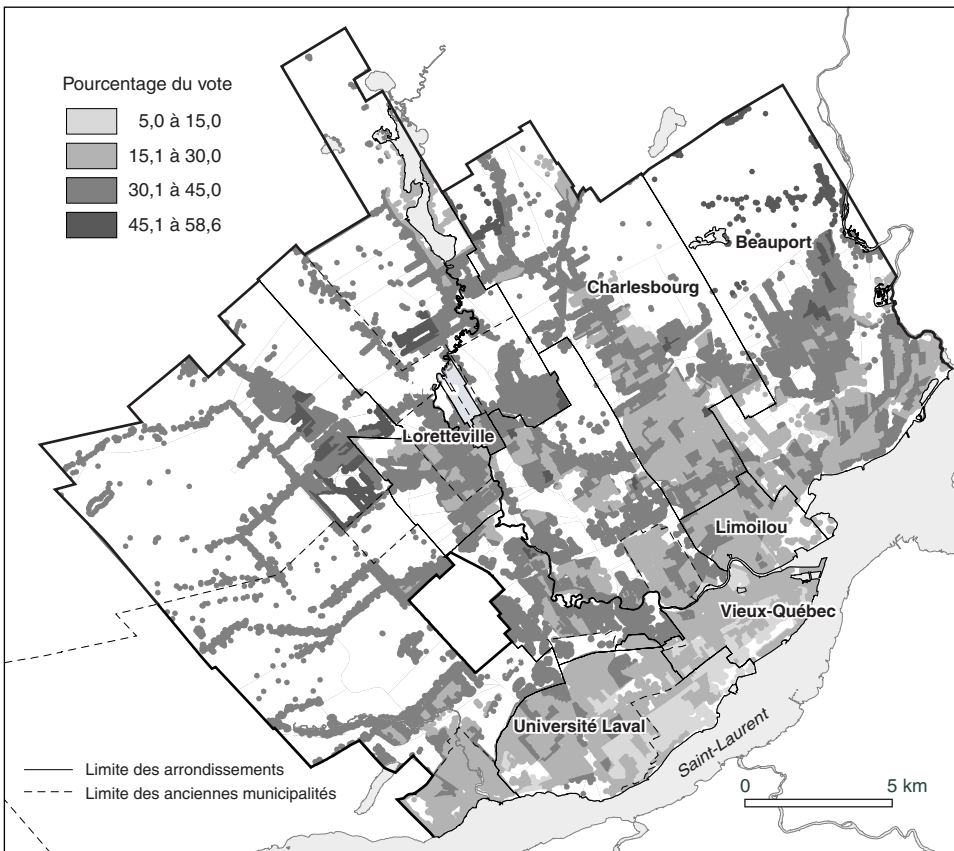 Pourcentage du vote
5,0 à 15,0
15,1 à 30,0
30,1 à 45,0
45,1 à 58,6
Beauport
Charlesbourg
Loretteville
Limoilou
Vieux-Québec
Université Laval
Saint-Laurent
Limite des arrondissements
Limite des anciennes municipalités
0 5 km